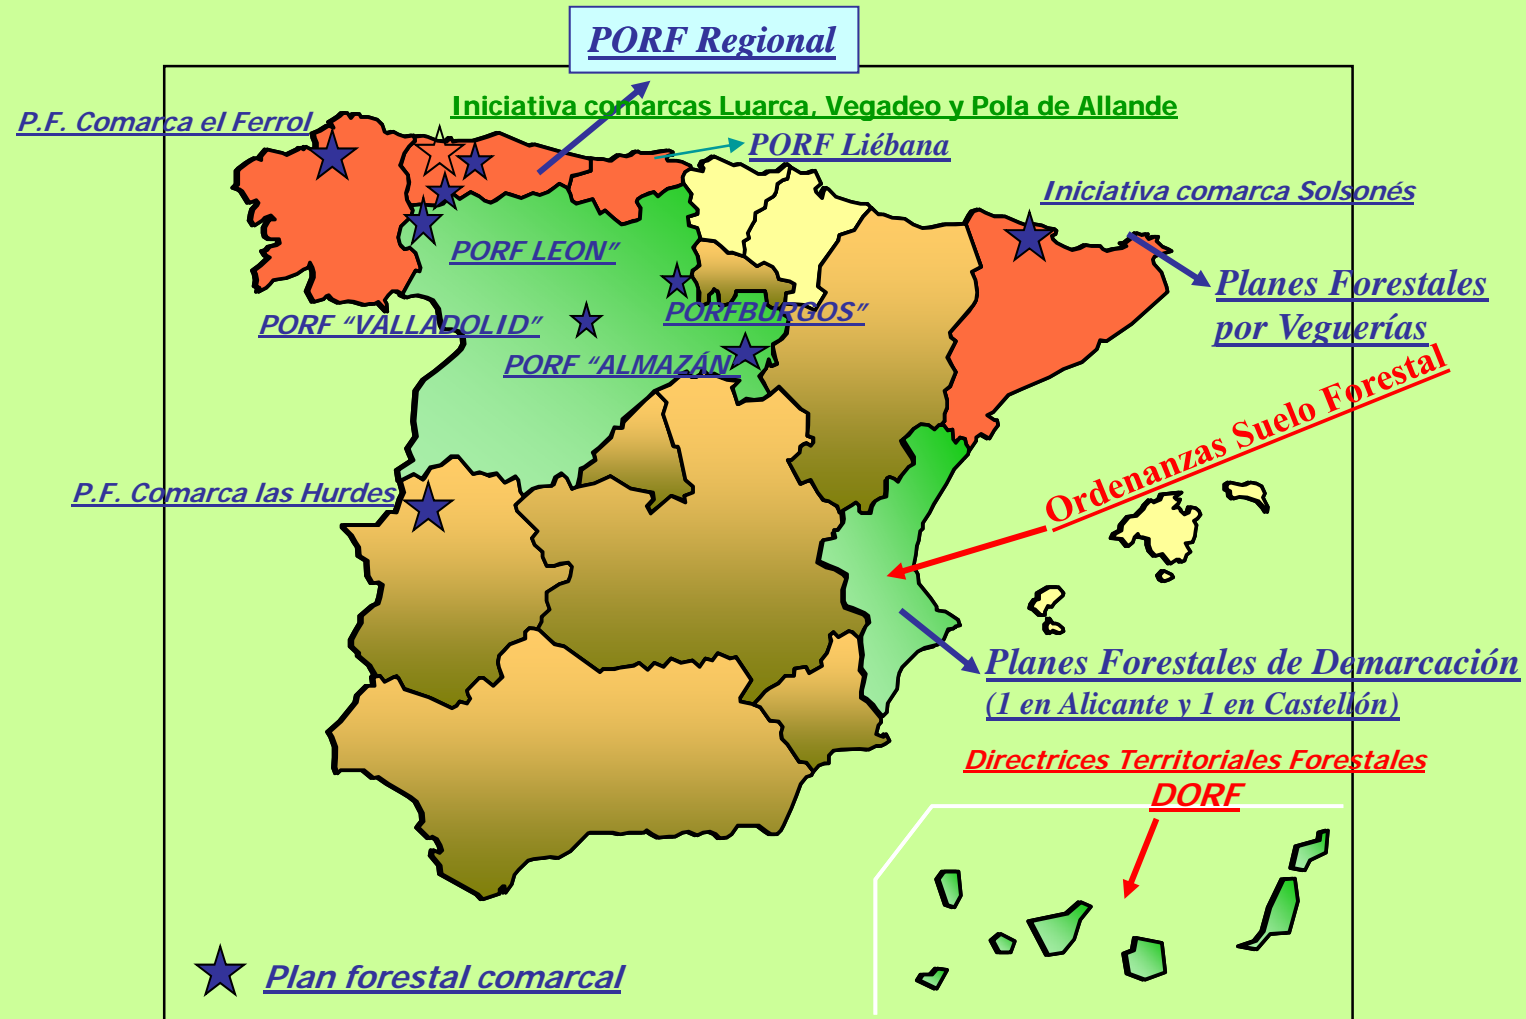 PORF Regional
Iniciativa comarcas Luarca, Vegadeo y Pola de Allande
P.F. Comarca el Ferrol
PORF Liébana
Iniciativa comarca Solsonés
PORF LEON”
Planes Forestales
por Veguerías
PORF “VALLADOLID”
PORFBURGOS”
PORF “ALMAZÁN
Ordenanzas Suelo Forestal
P.F. Comarca las Hurdes
Planes Forestales de Demarcación
(1 en Alicante y 1 en Castellón)
Directrices Territoriales Forestales
DORF
Plan forestal comarcal